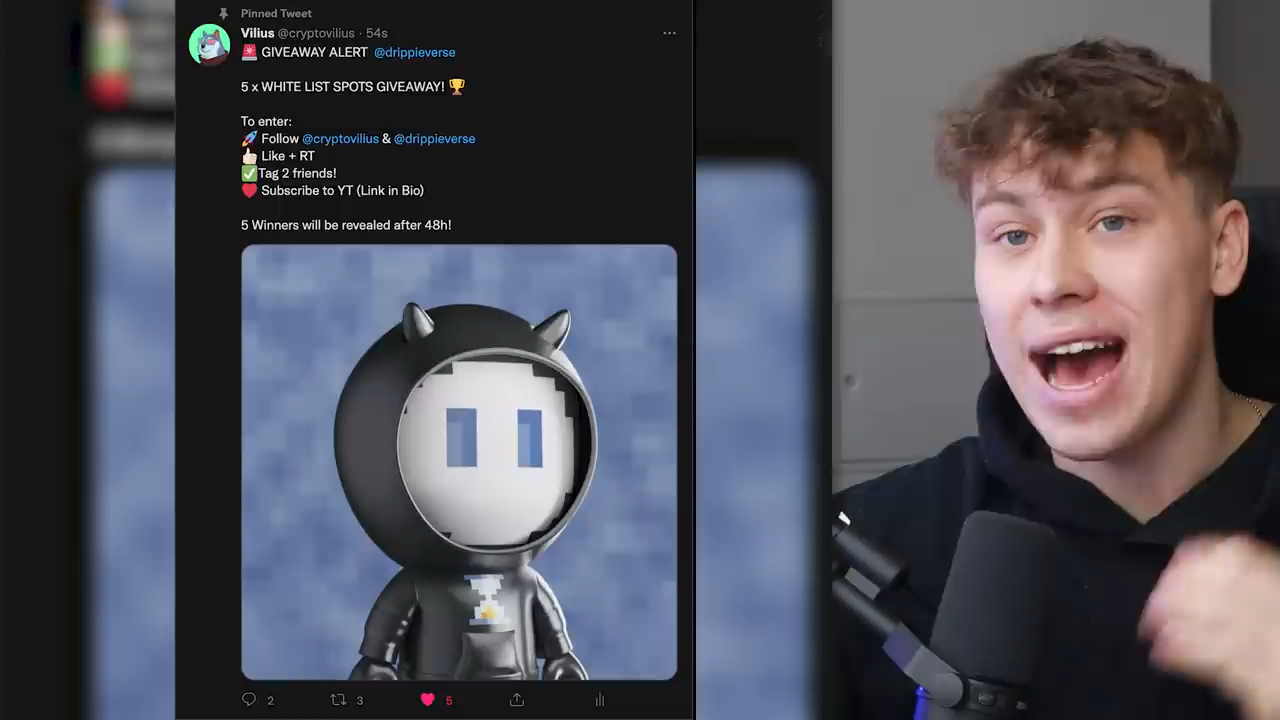 Pinned Tweet
Vilius @cryptovilius · 54s
🚨 GIVEAWAY ALERT @drippieverse
5 x WHITE LIST SPOTS GIVEAWAY! 🏆
To enter:
🚀 Follow @cryptovilius & @drippieverse
👍🏻 Like + RT
✅Tag 2 friends!
❤️ Subscribe to YT (Link in Bio)
5 Winners will be revealed after 48h!
2 3 5